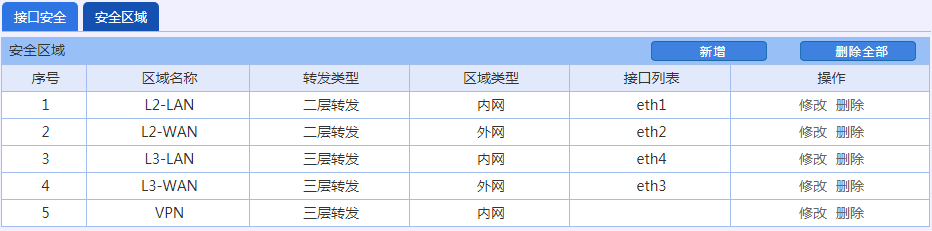 接口安全 安全区域
安全区域 新增 删除全部
序号 区域名称 转发类型 区域类型 接口列表 操作
1 L2-LAN 二层转发 内网 eth1 修改 删除
2 L2-WAN 二层转发 外网 eth2 修改 删除
3 L3-LAN 三层转发 内网 eth4 修改 删除
4 L3-WAN 三层转发 外网 eth3 修改 删除
5 VPN 三层转发 内网 修改 删除